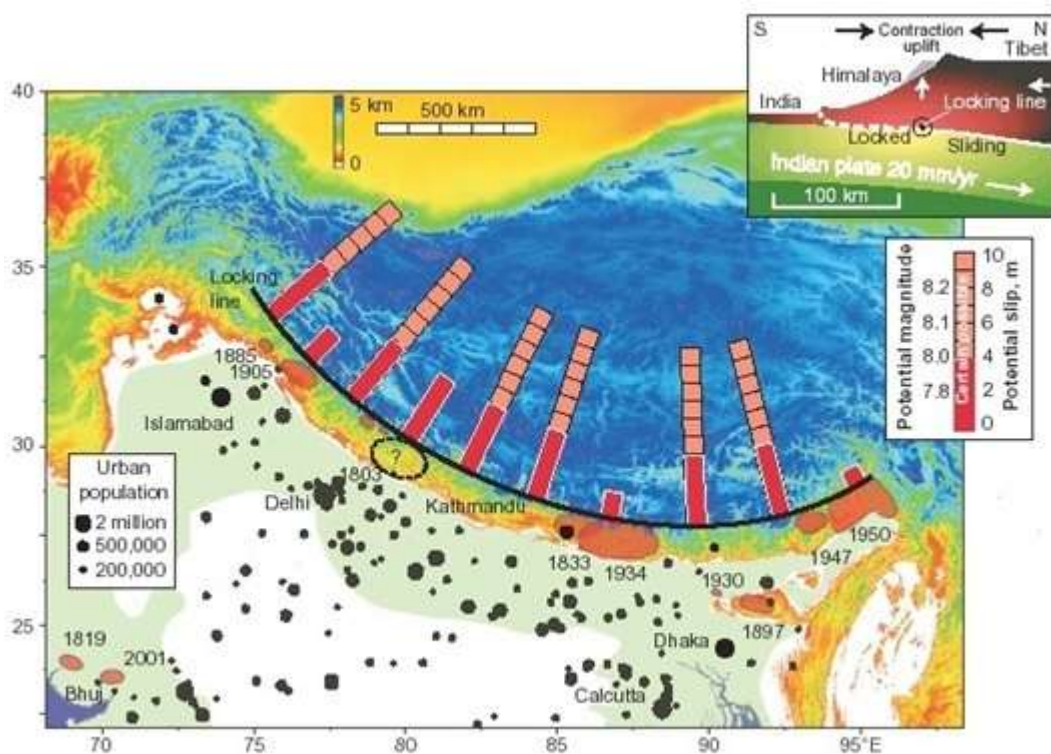 S
Contraction
uplift
N
Tibet
Himalaya
India
Locking line
Locked
Sliding
Indian plate 20 mm/yr
100 km
40
35
30
25
5 km
0
500 km
Locking
line
1885
1905
Islamabad
?
1803
Delhi
Kathmandu
1833
1934
1930
1947
1950
1897
Dhaka
Calcutta
1819
2001
Bhuj
Urban
population
2 million
500,000
200,000
Potential magnitude
8.2
8.1
8.0
7.8
Certain
10
8
6
4
2
0
Potential slip, m
70
75
80
85
90
95°E